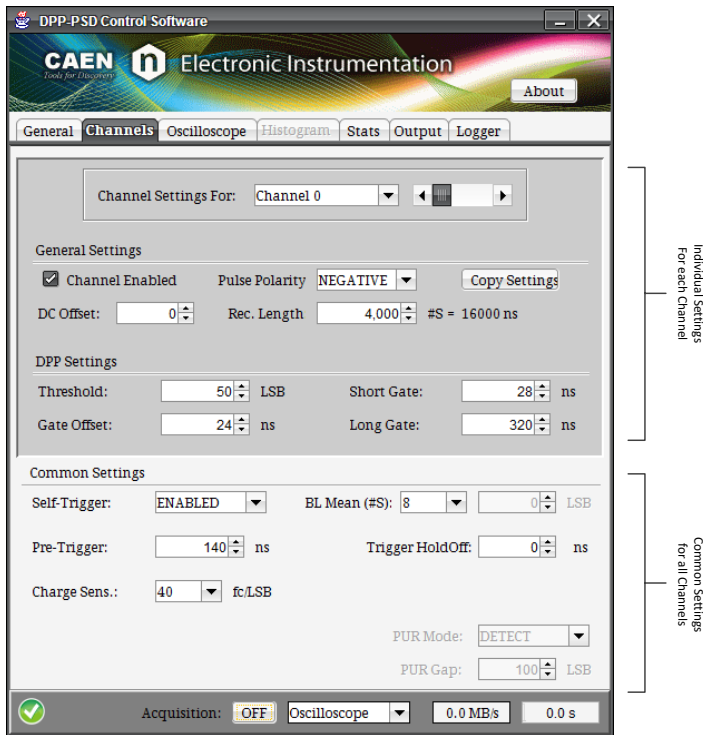 DPP-PSD Control Software
CAEN n Electronic Instrumentation
Tools for Discovery
About
General Channels Oscilloscope Histogram Stats Output Logger
Channel Settings For: Channel 0
General Settings
Channel Enabled Pulse Polarity NEGATIVE Copy Settings
DC Offset: 0 Rec. Length 4,000 #S = 16000 ns
DPP Settings
Threshold: 50 LSB Short Gate: 28 ns
Gate Offset: 24 ns Long Gate: 320 ns
Individual Settings
For each Channel
Common Settings
Self-Trigger: ENABLED BL Mean (#S): 8 0 LSB
Pre-Trigger: 140 ns Trigger HoldOff: 0 ns
Charge Sens.: 40 fc/LSB
PUR Mode: DETECT
PUR Gap: 100 LSB
Common Settings
for all Channels
Acquisition: OFF Oscilloscope 0.0 MB/s 0.0 s